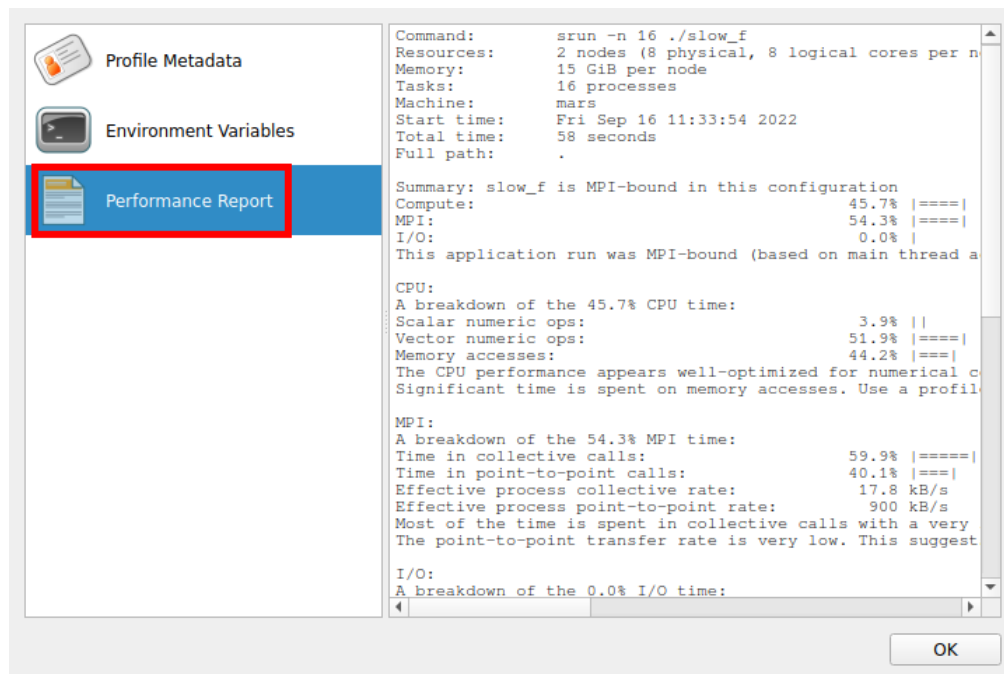 Profile Metadata
Environment Variables
Performance Report
Command: srun -n 16 ./slow_f
Resources: 2 nodes (8 physical, 8 logical cores per n
Memory: 15 GiB per node
Tasks: 16 processes
Machine: mars
Start time: Fri Sep 16 11:33:54 2022
Total time: 58 seconds
Full path: .
Summary: slow_f is MPI-bound in this configuration
Compute: 45.7% |====|
MPI: 54.3% |====|
I/O: 0.0% |
This application run was MPI-bound (based on main thread a
CPU:
A breakdown of the 45.7% CPU time:
Scalar numeric ops: 3.9% ||
Vector numeric ops: 51.9% |====|
Memory accesses: 44.2% |===|
The CPU performance appears well-optimized for numerical c
Significant time is spent on memory accesses. Use a profil
MPI:
A breakdown of the 54.3% MPI time:
Time in collective calls: 59.9% |=====|
Time in point-to-point calls: 40.1% |===|
Effective process collective rate: 17.8 kB/s
Effective process point-to-point rate: 900 kB/s
Most of the time is spent in collective calls with a very
The point-to-point transfer rate is very low. This suggest
I/O:
A breakdown of the 0.0% I/O time:
OK